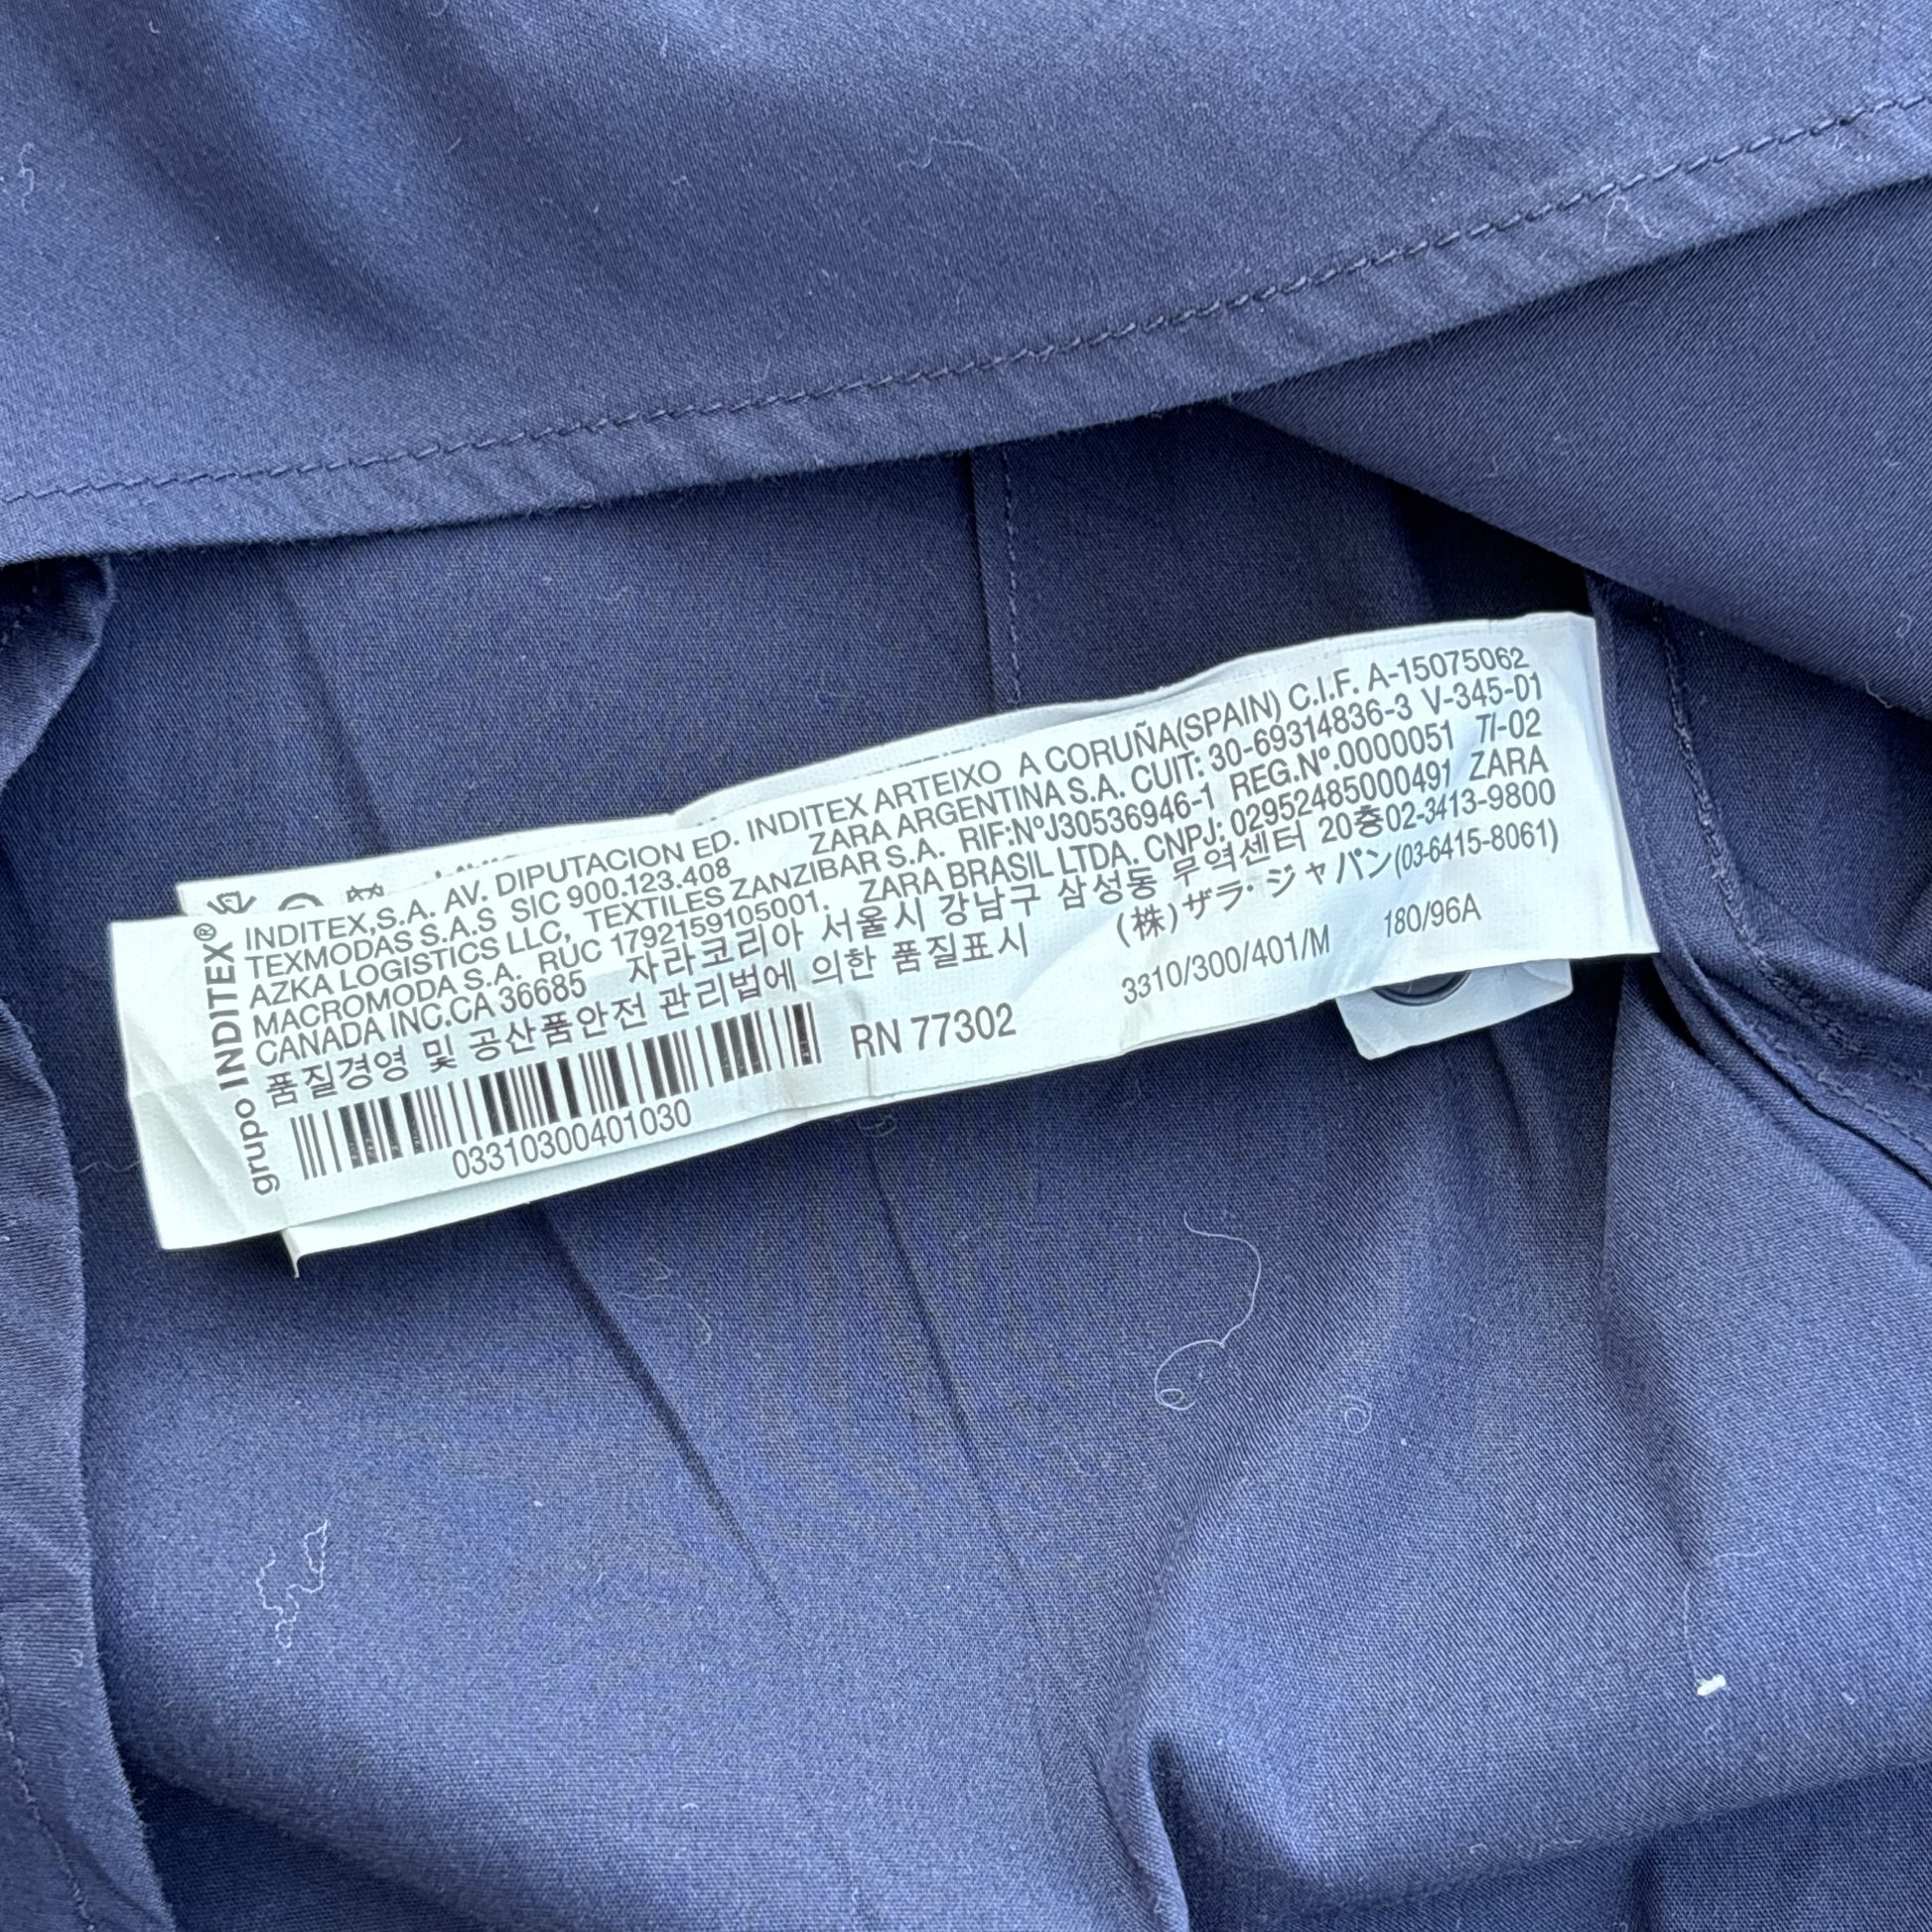 grupo INDITEX®
INDITEX,S.A. AV. DIPUTACION ED. INDITEX ARTEIXO A CORUÑA(SPAIN) C.I.F. A-15075062
TEXMODAS S.A.S SIC 900.123.408 ZARA ARGENTINA S.A. CUIT: 30-69314836-3 V-345-D1
AZKA LOGISTICS LLC, TEXTILES ZANZIBAR S.A. RIF:NºJ30536946-1 REG.Nº.0000051 T/-02
MACROMODA S.A. RUC 1792159105001. ZARA BRASIL LTDA. CNPJ: 02952485000491 ZARA
CANADA INC.CA 36685 자라코리아 서울시 강남구 삼성동 무역센터 20층02-3413-9800
품질경영 및 공산품안전 관리법에 의한 품질표시 (株)ザラ・ジャパン(03-6415-8061)
RN 77302 3310/300/401/M 180/96A
03310300401030